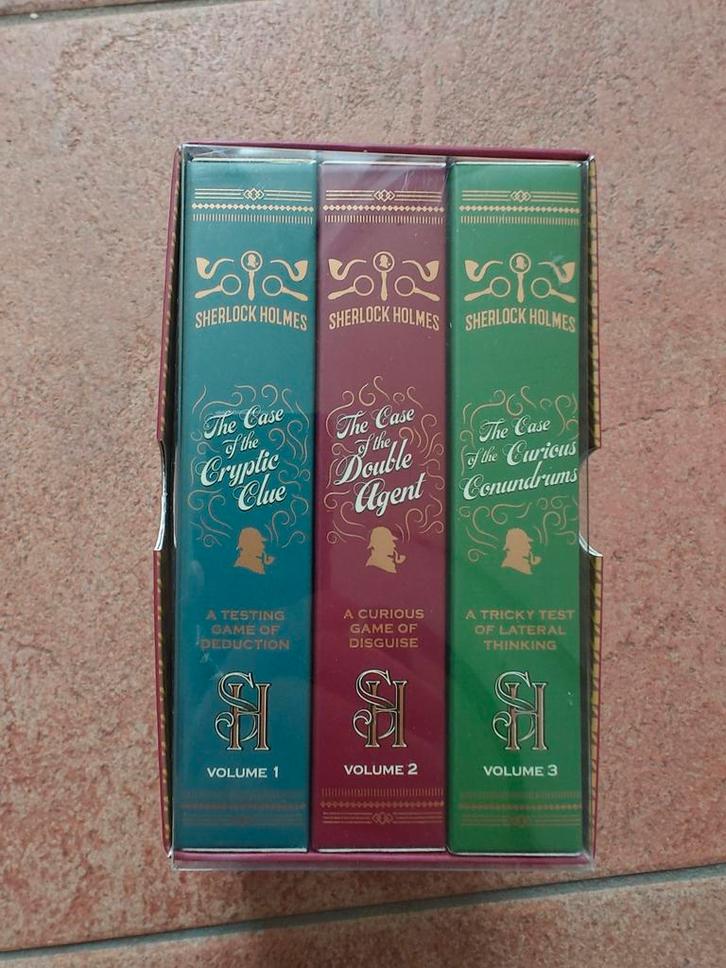 SHERLOCK HOLMES
The Case
of the
Cryptic
Clue
A TESTING
GAME OF
DEDUCTION
SH
VOLUME 1
SHERLOCK HOLMES
The Case
of the
Double
Agent
A CURIOUS
GAME OF
DISGUISE
SH
VOLUME 2
SHERLOCK HOLMES
The Case
of the Curious
Conundrums
A TRICKY TEST
OF LATERAL
THINKING
SH
VOLUME 3